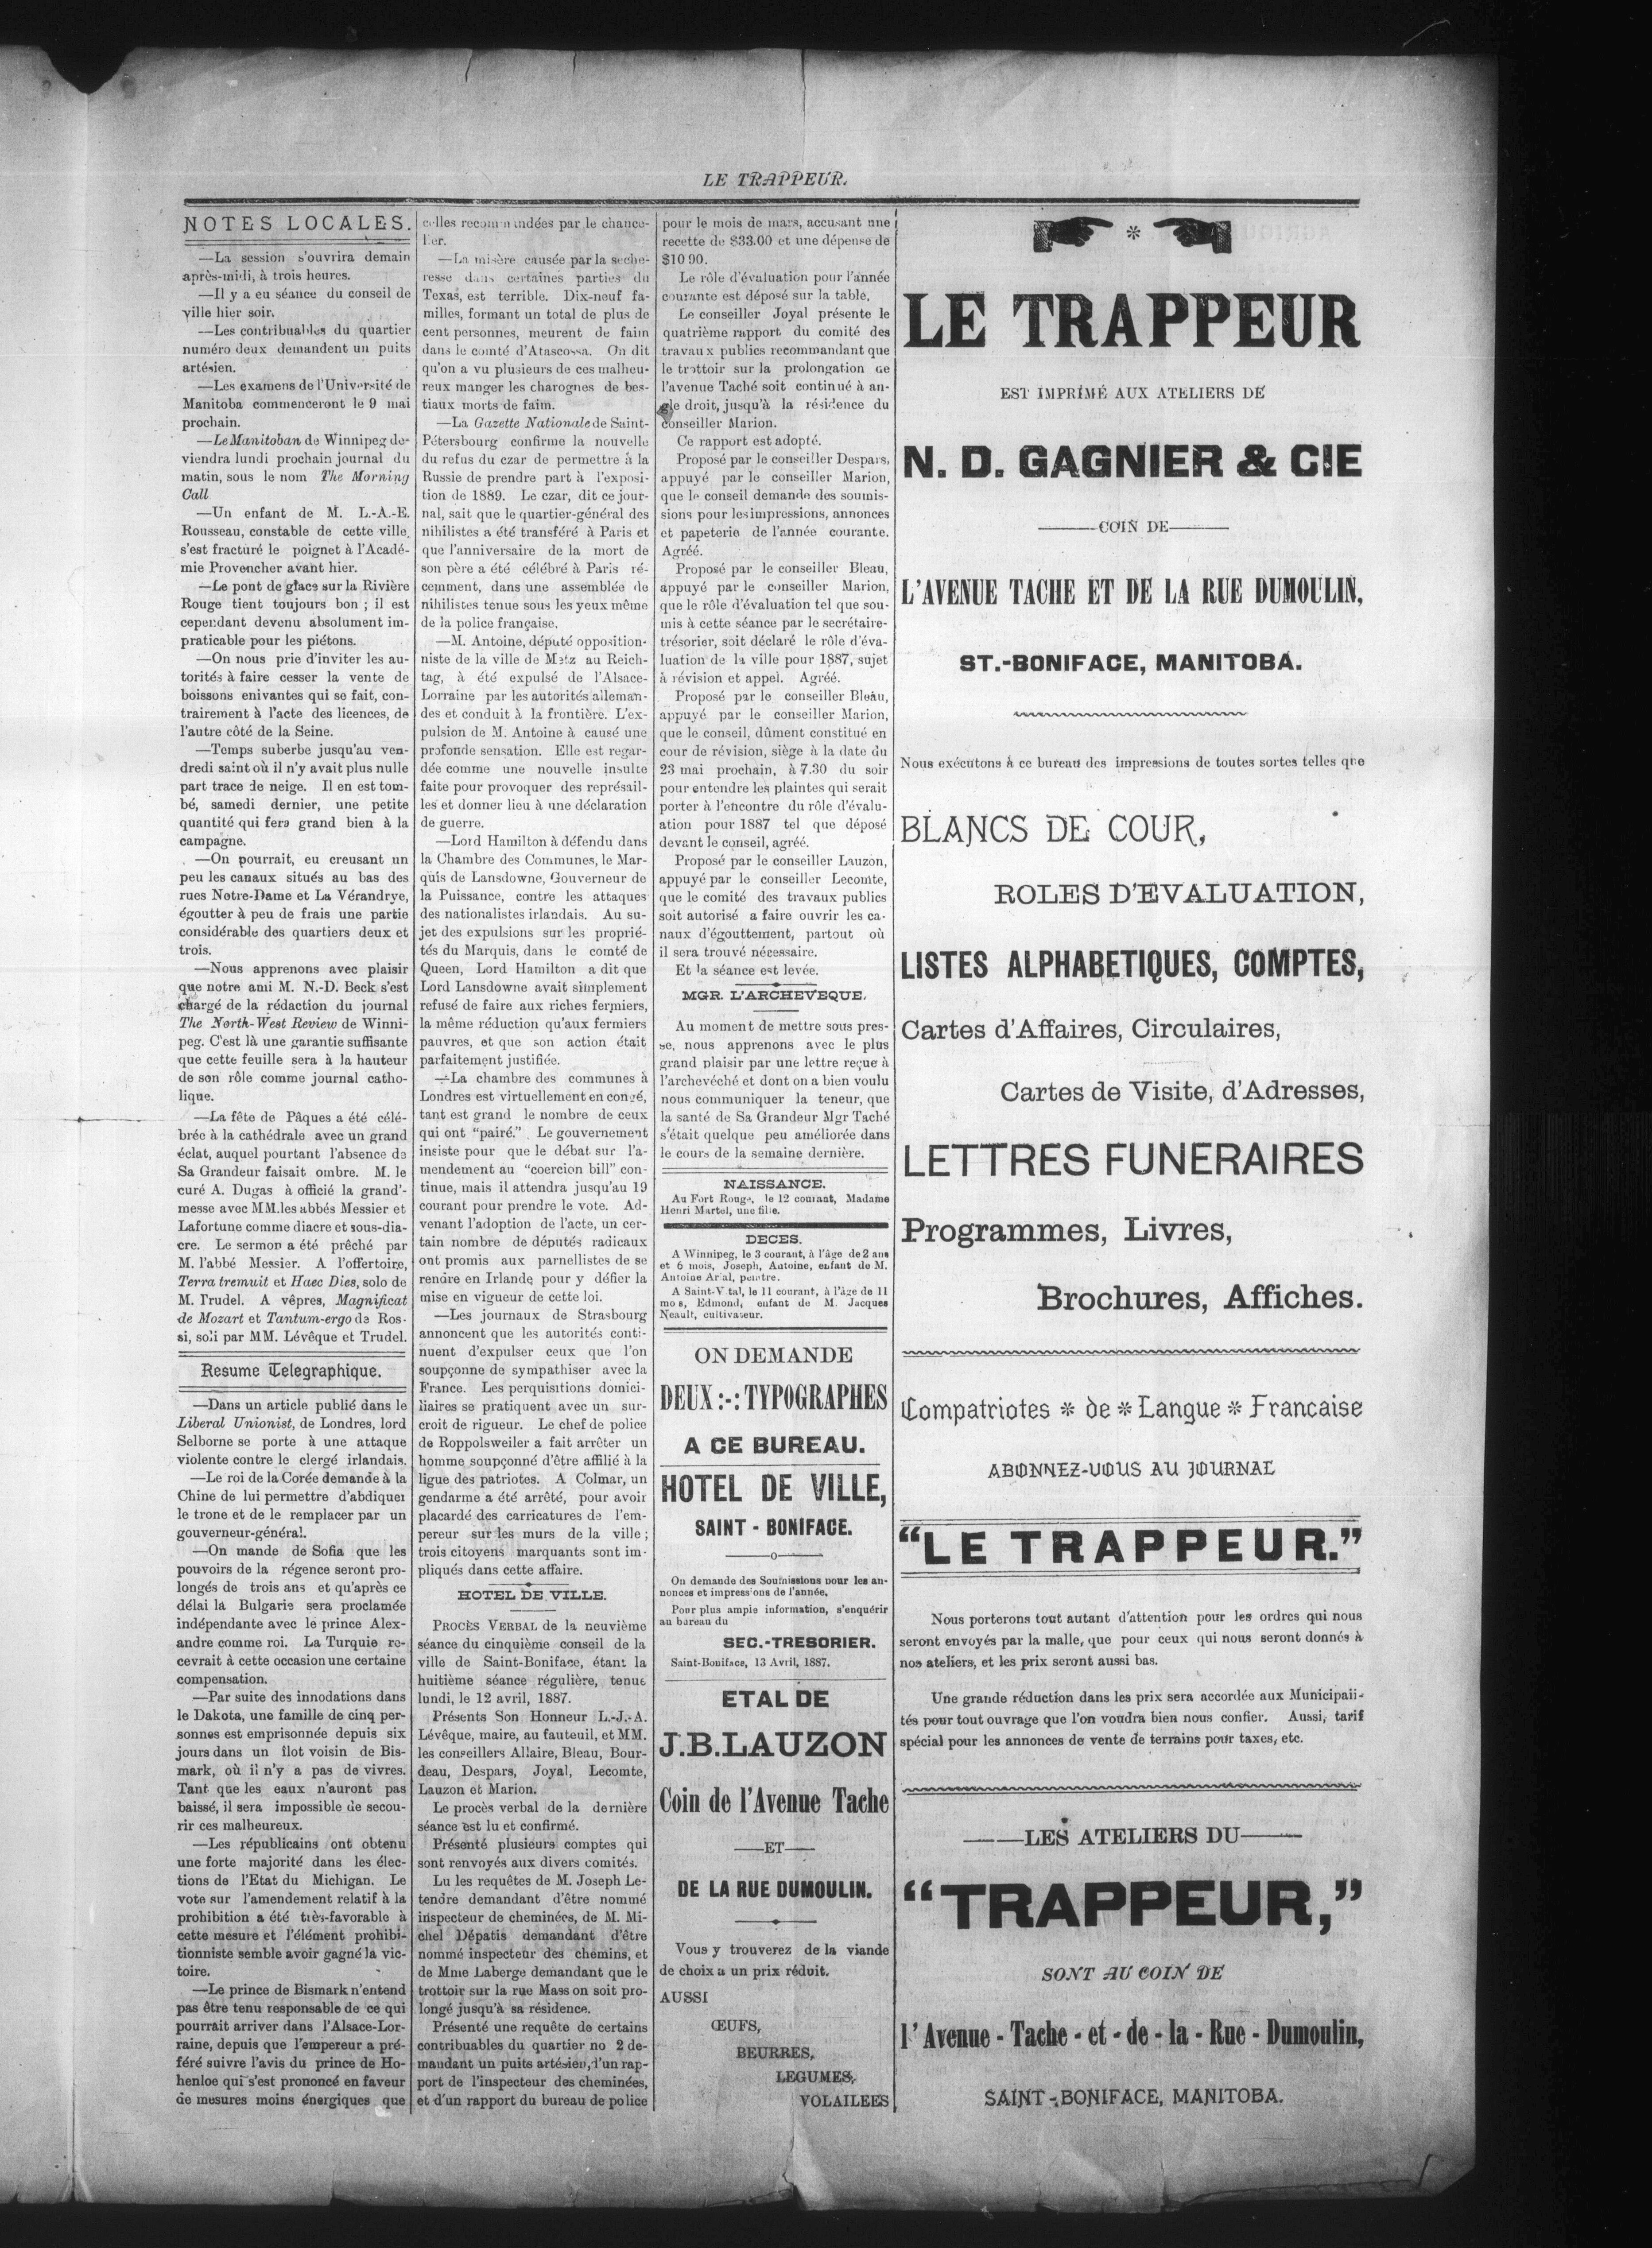 LE TRAPPEUR.
NOTES LOCALES.
—La session s'ouvrira demain
après-midi, à trois heures.
—Il y a eu séance du conseil de
ville hier soir.
—Les contribuables du quartier
numéro deux demandent un puits
artésien.
—Les examens de l'Université de
Manitoba commenceront le 9 mai
prochain.
—Le Manitoban de Winnipeg de-
viendra lundi prochain journal du
matin, sous le nom The Morning
Call
—Un enfant de M. L.-A.-E.
Rousseau, constable de cette ville,
s'est fracturé le poignet à l'Acadé-
mie Provencher avant hier.
—Le pont de glace sur la Rivière
Rouge tient toujours bon ; il est
cependant devenu absolument im-
praticable pour les piétons.
—On nous prie d'inviter les au-
torités à faire cesser la vente de
boissons enivantes qui se fait, con-
trairement à l'acte des licences, de
l'autre côté de la Seine.
—Temps suberbe jusqu'au ven-
dredi saint où il n'y avait plus nulle
part trace de neige. Il en est tom-
bé, samedi dernier, une petite
quantité qui fera grand bien à la
campagne.
—On pourrait, eu creusant un
peu les canaux situés au bas des
rues Notre-Dame et La Vérandrye,
égoutter à peu de frais une partie
considérable des quartiers deux et
trois.
—Nous apprenons avec plaisir
que notre ami M. N.-D. Beck s'est
chargé de la rédaction du journal
The North-West Review de Winni-
peg. C'est là une garantie suffisante
que cette feuille sera à la hauteur
de son rôle comme journal catho-
lique.
—La fête de Pâques a été célé-
brée à la cathédrale avec un grand
éclat, auquel pourtant l'absence de
Sa Grandeur faisait ombre. M. le
curé A. Dugas à officié la grand'-
messe avec MM.les abbés Messier et
Lafortune comme diacre et sous-dia-
cre. Le sermon a été prêché par
M. l'abbé Messier. A l'offertoire,
Terra tremuit et Haec Dies, solo de
M. Trudel. A vêpres, Magnificat
de Mozart et Tantum-ergo de Ros-
si, soli par MM. Lévêque et Trudel.
Resume Telegraphique.
—Dans un article publié dans le
Liberal Unionist, de Londres, lord
Selborne se porte à une attaque
violente contre le clergé irlandais.
—Le roi de la Corée demande à la
Chine de lui permettre d'abdiquer
le trone et de le remplacer par un
gouverneur-général.
—On mande de Sofia que les
pouvoirs de la régence seront pro-
longés de trois ans et qu'après ce
délai la Bulgarie sera proclamée
indépendante avec le prince Alex-
andre comme roi. La Turquie re-
cevrait à cette occasion une certaine
compensation.
—Par suite des innodations dans
le Dakota, une famille de cinq per-
sonnes est emprisonnée depuis six
jours dans un îlot voisin de Bis-
mark, où il n'y a pas de vivres.
Tant que les eaux n'auront pas
baissé, il sera impossible de secou-
rir ces malheureux.
—Les républicains ont obtenu
une forte majorité dans les élec-
tions de l'Etat du Michigan. Le
vote sur l'amendement relatif à la
prohibition a été très-favorable à
cette mesure et l'élément prohibi-
tionniste semble avoir gagné la vic-
toire.
—Le prince de Bismark n'entend
pas être tenu responsable de ce qui
pourrait arriver dans l'Alsace-Lor-
raine, depuis que l'empereur a pré-
féré suivre l'avis du prince de Ho-
henloe qui s'est prononcé en faveur
de mesures moins énergiques que
celles recommandées par le chance-
lier.
—La misère causée par la seche-
resse dans certaines parties du
Texas, est terrible. Dix-neuf fa-
milles, formant un total de plus de
cent personnes, meurent de faim
dans le comté d'Atascossa. On dit
qu'on a vu plusieurs de ces malheu-
reux manger les charognes de bes-
tiaux morts de faim.
—La Gazette Nationale de Saint-
Pétersbourg confirme la nouvelle
du refus du czar de permettre à la
Russie de prendre part à l'exposi-
tion de 1889. Le czar, dit ce jour-
nal, sait que le quartier-général des
nihilistes a été transféré à Paris et
que l'anniversaire de la mort de
son père a été célébré à Paris ré-
cemment, dans une assemblée de
nihilistes tenue sous les yeux même
de la police française.
—M. Antoine, député opposition-
niste de la ville de Metz au Reich-
tag, à été expulsé de l'Alsace-
Lorraine par les autorités alleman-
des et conduit à la frontière. L'ex-
pulsion de M. Antoine à causé une
profonde sensation. Elle est regar-
dée comme une nouvelle insulte
faite pour provoquer des représail-
les et donner lieu à une déclaration
de guerre.
—Lord Hamilton à défendu dans
la Chambre des Communes, le Mar-
quis de Lansdowne, Gouverneur de
la Puissance, contre les attaques
des nationalistes irlandais. Au su-
jet des expulsions sur les proprié-
tés du Marquis, dans le comté de
Queen, Lord Hamilton a dit que
Lord Lansdowne avait simplement
refusé de faire aux riches fermiers,
la même réduction qu'aux fermiers
pauvres, et que son action était
parfaitement justifiée.
—La chambre des communes à
Londres est virtuellement en congé,
tant est grand le nombre de ceux
qui ont "pairé." Le gouvernement
insiste pour que le débat sur l'a-
mendement au "coercion bill" con-
tinue, mais il attendra jusqu'au 19
courant pour prendre le vote. Ad-
venant l'adoption de l'acte, un cer-
tain nombre de députés radicaux
ont promis aux parnellistes de se
rendre en Irlande pour y défier la
mise en vigueur de cette loi.
—Les journaux de Strasbourg
annoncent que les autorités conti-
nuent d'expulser ceux que l'on
soupçonne de sympathiser avec la
France. Les perquisitions domici-
liaires se pratiquent avec un sur-
croit de rigueur. Le chef de police
de Roppolsweiler a fait arrêter un
homme soupçonné d'être affilié à la
ligue des patriotes. A Colmar, un
gendarme a été arrêté, pour avoir
placardé des carricatures de l'em-
pereur sur les murs de la ville ;
trois citoyens marquants sont im-
pliqués dans cette affaire.
HOTEL DE VILLE.
PROCÈS VERBAL de la neuvième
séance du cinquième conseil de la
ville de Saint-Boniface, étant la
huitième séance régulière, tenue
lundi, le 12 avril, 1887.
Présents Son Honneur L.-J.-A.
Lévêque, maire, au fauteuil, et MM.
les conseillers Allaire, Bleau, Bour-
deau, Despars, Joyal, Lecomte,
Lauzon et Marion.
Le procès verbal de la dernière
séance est lu et confirmé.
Présenté plusieurs comptes qui
sont renvoyés aux divers comités.
Lu les requêtes de M. Joseph Le-
tendre demandant d'être nommé
inspecteur de cheminées, de M. Mi-
chel Dépatis demandant d'être
nommé inspecteur des chemins, et
de Mme Laberge demandant que le
trottoir sur la rue Masson soit pro-
longé jusqu'à sa résidence.
Présenté une requête de certains
contribuables du quartier no 2 de-
mandant un puits artésien, d'un rap-
port de l'inspecteur des cheminées,
et d'un rapport du bureau de police
pour le mois de mars, accusant nne
recette de $33.00 et une dépense de
$10 90.
Le rôle d'évaluation pour l'année
courante est déposé sur la table.
Le conseiller Joyal présente le
quatrième rapport du comité des
travaux publics recommandant que
le trottoir sur la prolongation de
l'avenue Taché soit continué à an-
gle droit, jusqu'à la résidence du
conseiller Marion.
Ce rapport est adopté.
Proposé par le conseiller Despars,
appuyé par le conseiller Marion,
que le conseil demande des soumis-
sions pour les impressions, annonces
et papeterie de l'année courante.
Agréé.
Proposé par le conseiller Bleau,
appuyé par le conseiller Marion,
que le rôle d'évaluation tel que sou-
mis à cette séance par le secrétaire-
trésorier, soit déclaré le rôle d'éva-
luation de la ville pour 1887, sujet
à révision et appel. Agréé.
Proposé par le conseiller Bleau,
appuyé par le conseiller Marion,
que le conseil, dûment constitué en
cour de révision, siège à la date du
23 mai prochain, à 7.30 du soir
pour entendre les plaintes qui serait
porter à l'encontre du rôle d'évalu-
ation pour 1887 tel que déposé
devant le conseil, agréé.
Proposé par le conseiller Lauzon,
appuyé par le conseiller Lecomte,
que le comité des travaux publics
soit autorisé a faire ouvrir les ca-
naux d'égouttement, partout où
il sera trouvé nécessaire.
Et la séance est levée.
MGR. L'ARCHEVEQUE.
Au moment de mettre sous pres-
se, nous apprenons avec le plus
grand plaisir par une lettre reçue à
l'archevéché et dont on a bien voulu
nous communiquer la teneur, que
la santé de Sa Grandeur Mgr Taché
s'était quelque peu améliorée dans
le cours de la semaine dernière.
NAISSANCE.
Au Fort Rouge, le 12 courant, Madame
Henri Martel, une fille.
DECES.
A Winnipeg, le 3 courant, à l'âge de 2 ans
et 6 mois, Joseph, Antoine, enfant de M.
Antoine Arial, peintre.
A Saint-Vital, le 11 courant, à l'âge de 11
mois, Edmond, enfant de M. Jacques
Neault, cultivateur.
ON DEMANDE
DEUX :-: TYPOGRAPHES
A CE BUREAU.
HOTEL DE VILLE,
SAINT - BONIFACE.
—o—
On demande des Soumissions pour les an-
nonces et impressions de l'année.
Pour plus ample information, s'enquérir
au bureau du
SEC.-TRESORIER.
Saint-Boniface, 13 Avril, 1887.
ETAL DE
J.B.LAUZON
Coin de l'Avenue Tache
—ET—
DE LA RUE DUMOULIN.
Vous y trouverez de la viande
de choix a un prix réduit.
AUSSI
ŒUFS,
BEURRES,
LEGUMES,
VOLAILEES
LE TRAPPEUR
EST IMPRIMÉ AUX ATELIERS DE
N. D. GAGNIER & CIE
—COIN DE—
L'AVENUE TACHE ET DE LA RUE DUMOULIN,
ST.-BONIFACE, MANITOBA.
Nous exécutons à ce bureau des impressions de toutes sortes telles que
BLANCS DE COUR,
ROLES D'EVALUATION,
LISTES ALPHABETIQUES, COMPTES,
Cartes d'Affaires, Circulaires,
Cartes de Visite, d'Adresses,
LETTRES FUNERAIRES
Programmes, Livres,
Brochures, Affiches.
Compatriotes * de * Langue * Francaise
ABONNEZ-VOUS AU JOURNAL
"LE TRAPPEUR."
Nous porterons tout autant d'attention pour les ordres qui nous
seront envoyés par la malle, que pour ceux qui nous seront donnés à
nos ateliers, et les prix seront aussi bas.
Une grande réduction dans les prix sera accordée aux Municipali-
tés pour tout ouvrage que l'on voudra bien nous confier. Aussi, tarif
spécial pour les annonces de vente de terrains pour taxes, etc.
—LES ATELIERS DU—
"TRAPPEUR,"
SONT AU COIN DE
l'Avenue - Tache - et - de - la - Rue - Dumoulin,
SAINT-BONIFACE, MANITOBA.